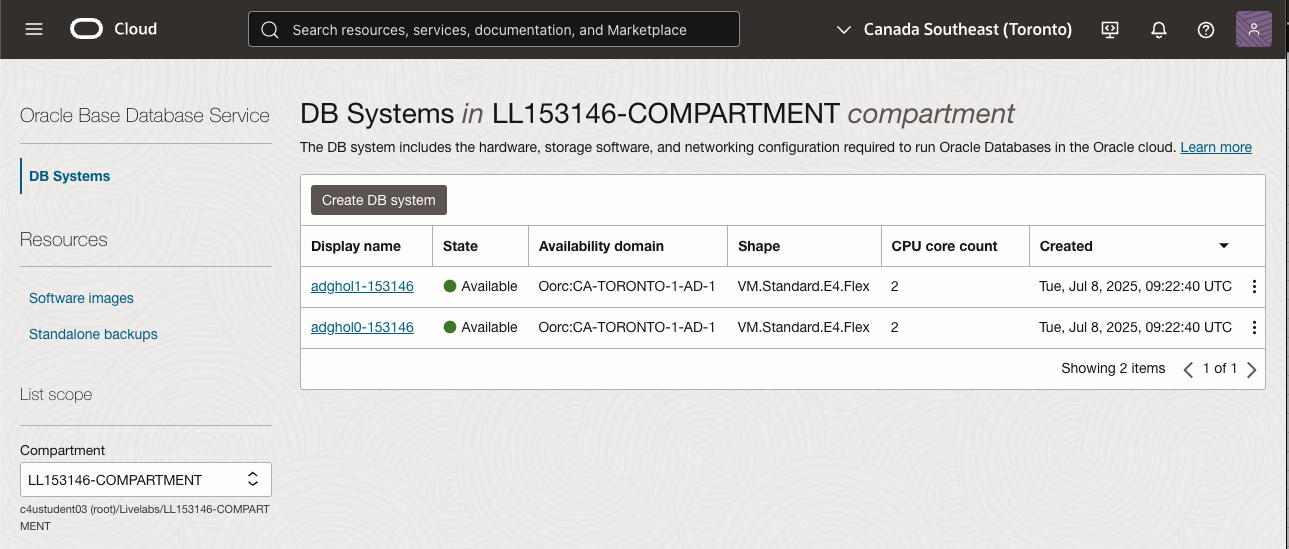 Cloud
Search resources, services, documentation, and Marketplace
Canada Southeast (Toronto)
Oracle Base Database Service
DB Systems
Resources
Software images
Standalone backups
List scope
Compartment
LL153146-COMPARTMENT
c4ustudent03 (root)/Livelabs/LL153146-COMPART
MENT
DB Systems in LL153146-COMPARTMENT compartment
The DB system includes the hardware, storage software, and networking configuration required to run Oracle Databases in the Oracle cloud. Learn more
Create DB system
Display name State Availability domain Shape CPU core count Created
adghol1-153146 Available Oorc:CA-TORONTO-1-AD-1 VM.Standard.E4.Flex 2 Tue, Jul 8, 2025, 09:22:40 UTC
adghol0-153146 Available Oorc:CA-TORONTO-1-AD-1 VM.Standard.E4.Flex 2 Tue, Jul 8, 2025, 09:22:40 UTC
Showing 2 items 1 of 1